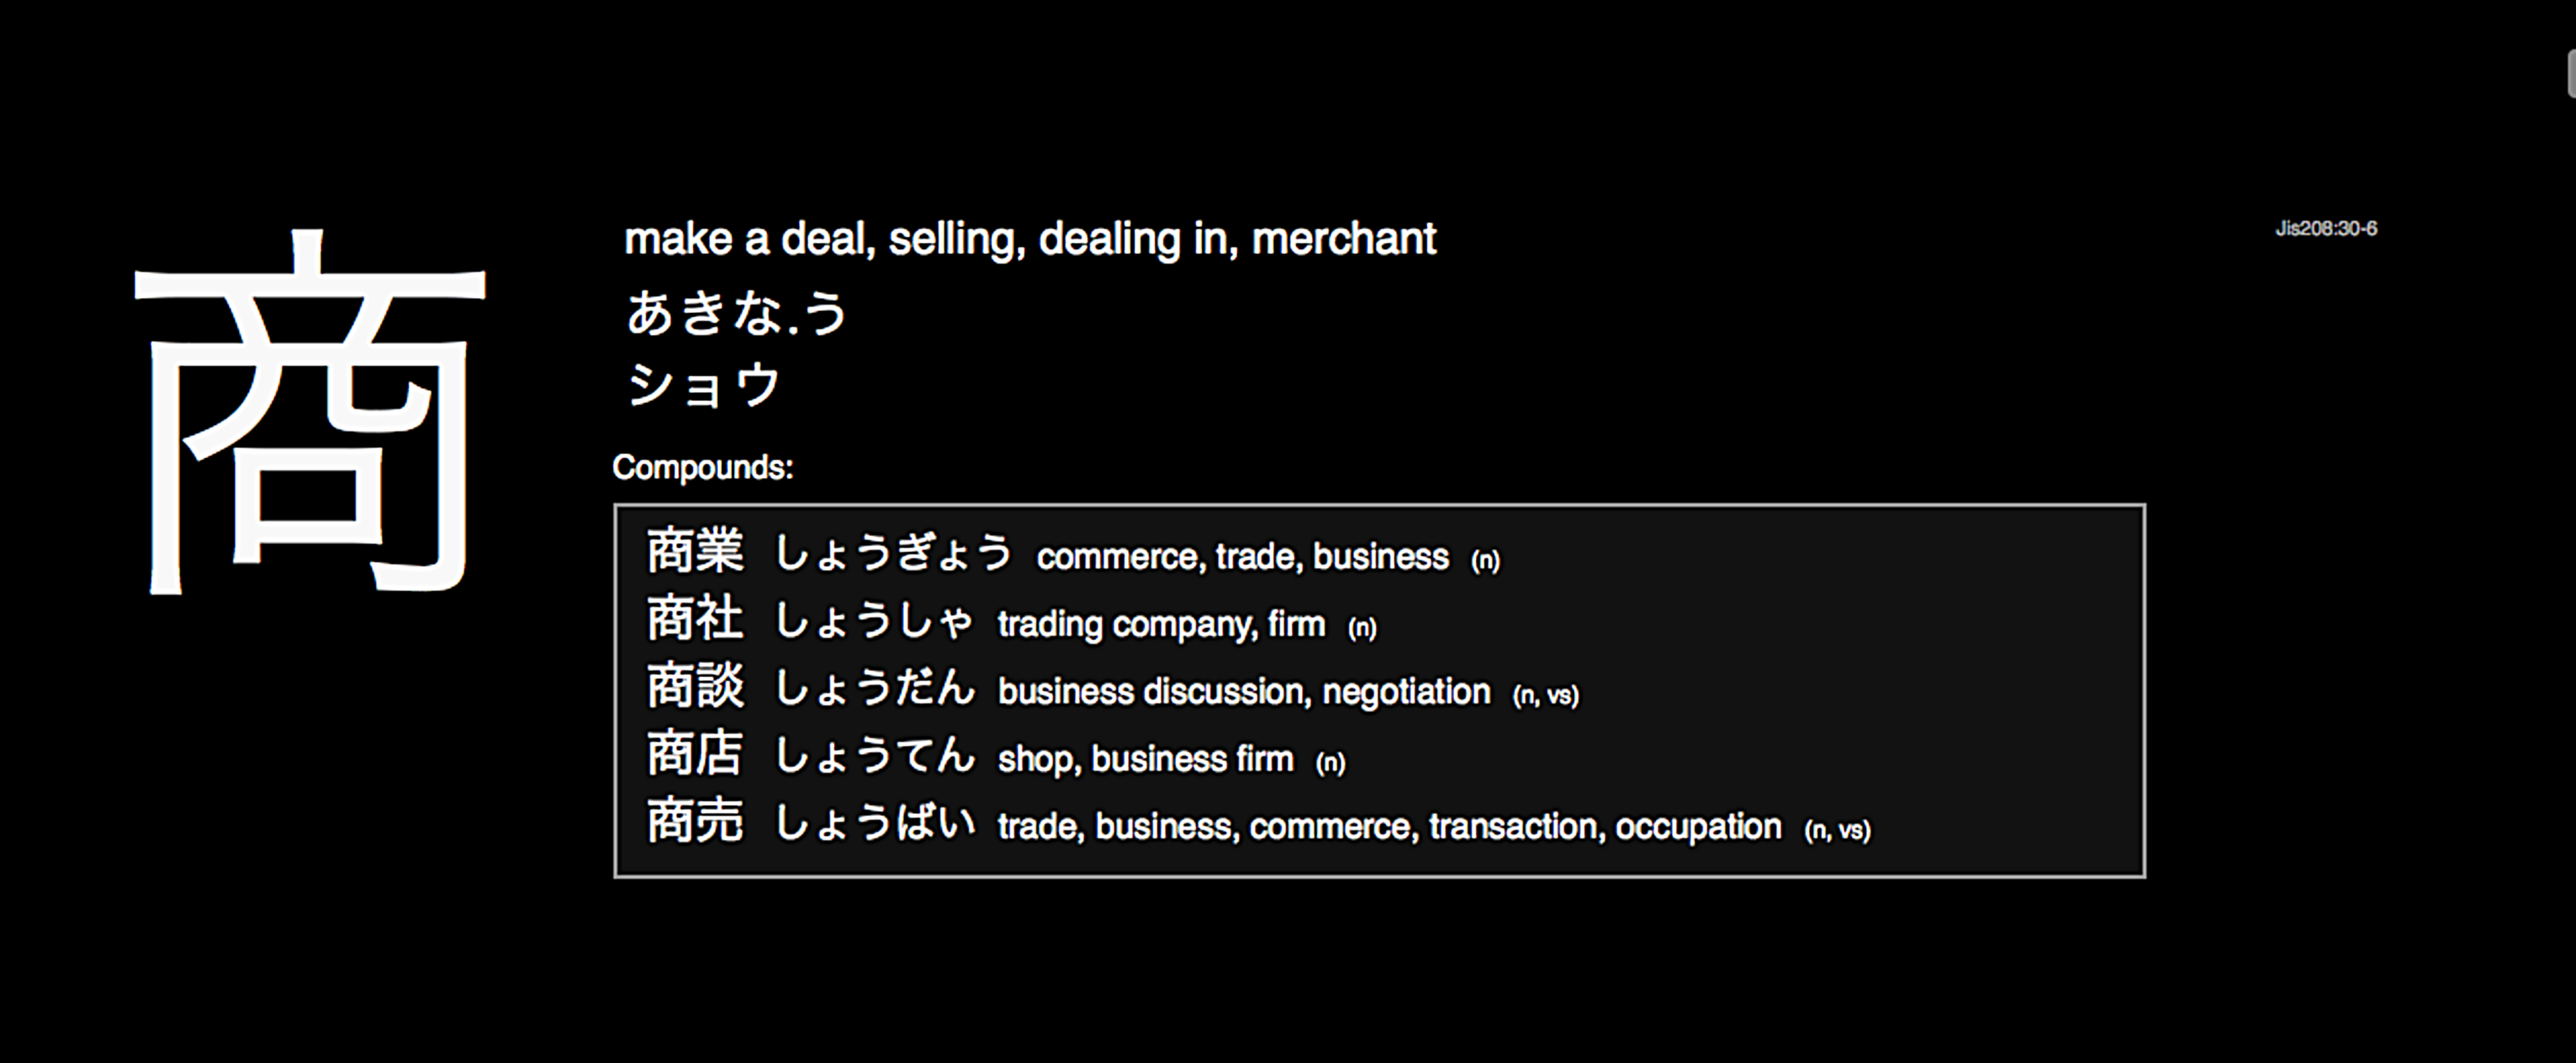 商
make a deal, selling, dealing in, merchant
Jis208:30-6
あきな.う
ショウ
Compounds:
商業 しょうぎょう commerce, trade, business (n)
商社 しょうしゃ trading company, firm (n)
商談 しょうだん business discussion, negotiation (n, vs)
商店 しょうてん shop, business firm (n)
商売 しょうばい trade, business, commerce, transaction, occupation (n, vs)